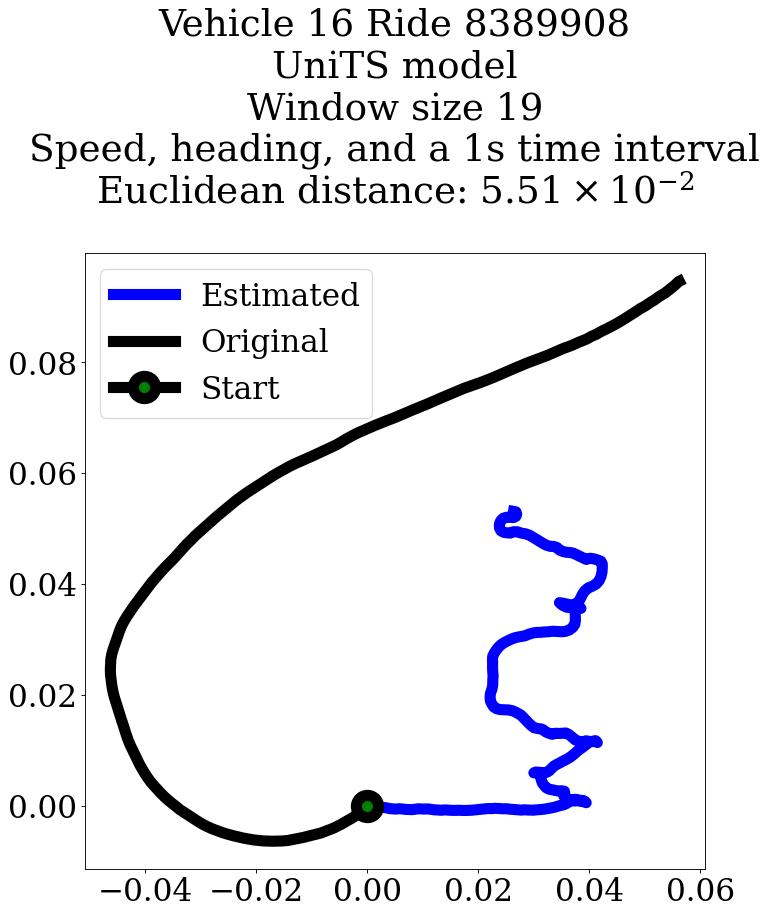 Vehicle 16 Ride 8389908
UniTS model
Window size 19
Speed, heading, and a 1s time interval
Euclidean distance: 5.51 × 10⁻²
Estimated
Original
Start
0.08
0.06
0.04
0.02
0.00
−0.04 −0.02 0.00 0.02 0.04 0.06